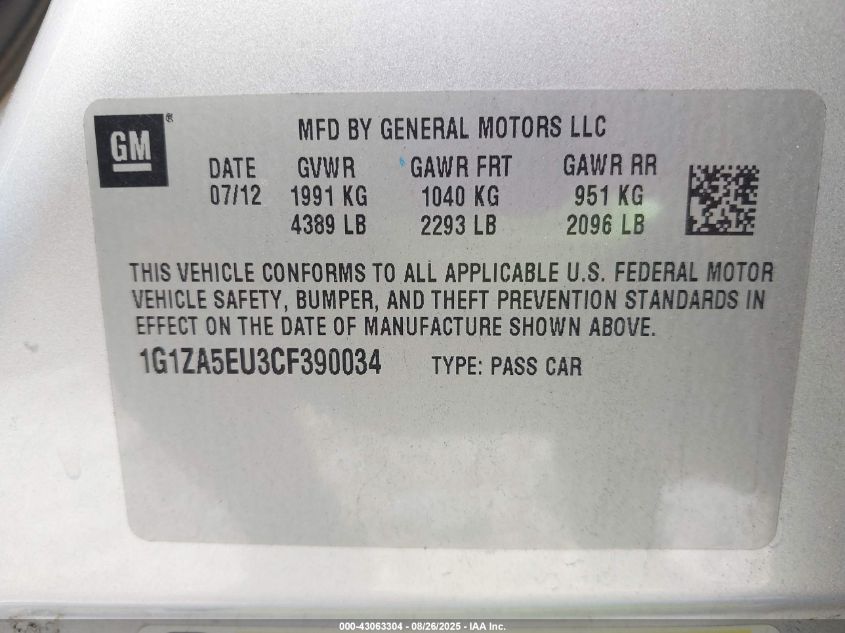 GM®
MFD BY GENERAL MOTORS LLC
DATE GVWR GAWR FRT GAWR RR
07/12 1991 KG 1040 KG 951 KG
4389 LB 2293 LB 2096 LB
THIS VEHICLE CONFORMS TO ALL APPLICABLE U.S. FEDERAL MOTOR
VEHICLE SAFETY, BUMPER, AND THEFT PREVENTION STANDARDS IN
EFFECT ON THE DATE OF MANUFACTURE SHOWN ABOVE.
1G1ZA5EU3CF390034 TYPE: PASS CAR
000-43063304 - 08/26/2025 - IAA Inc.